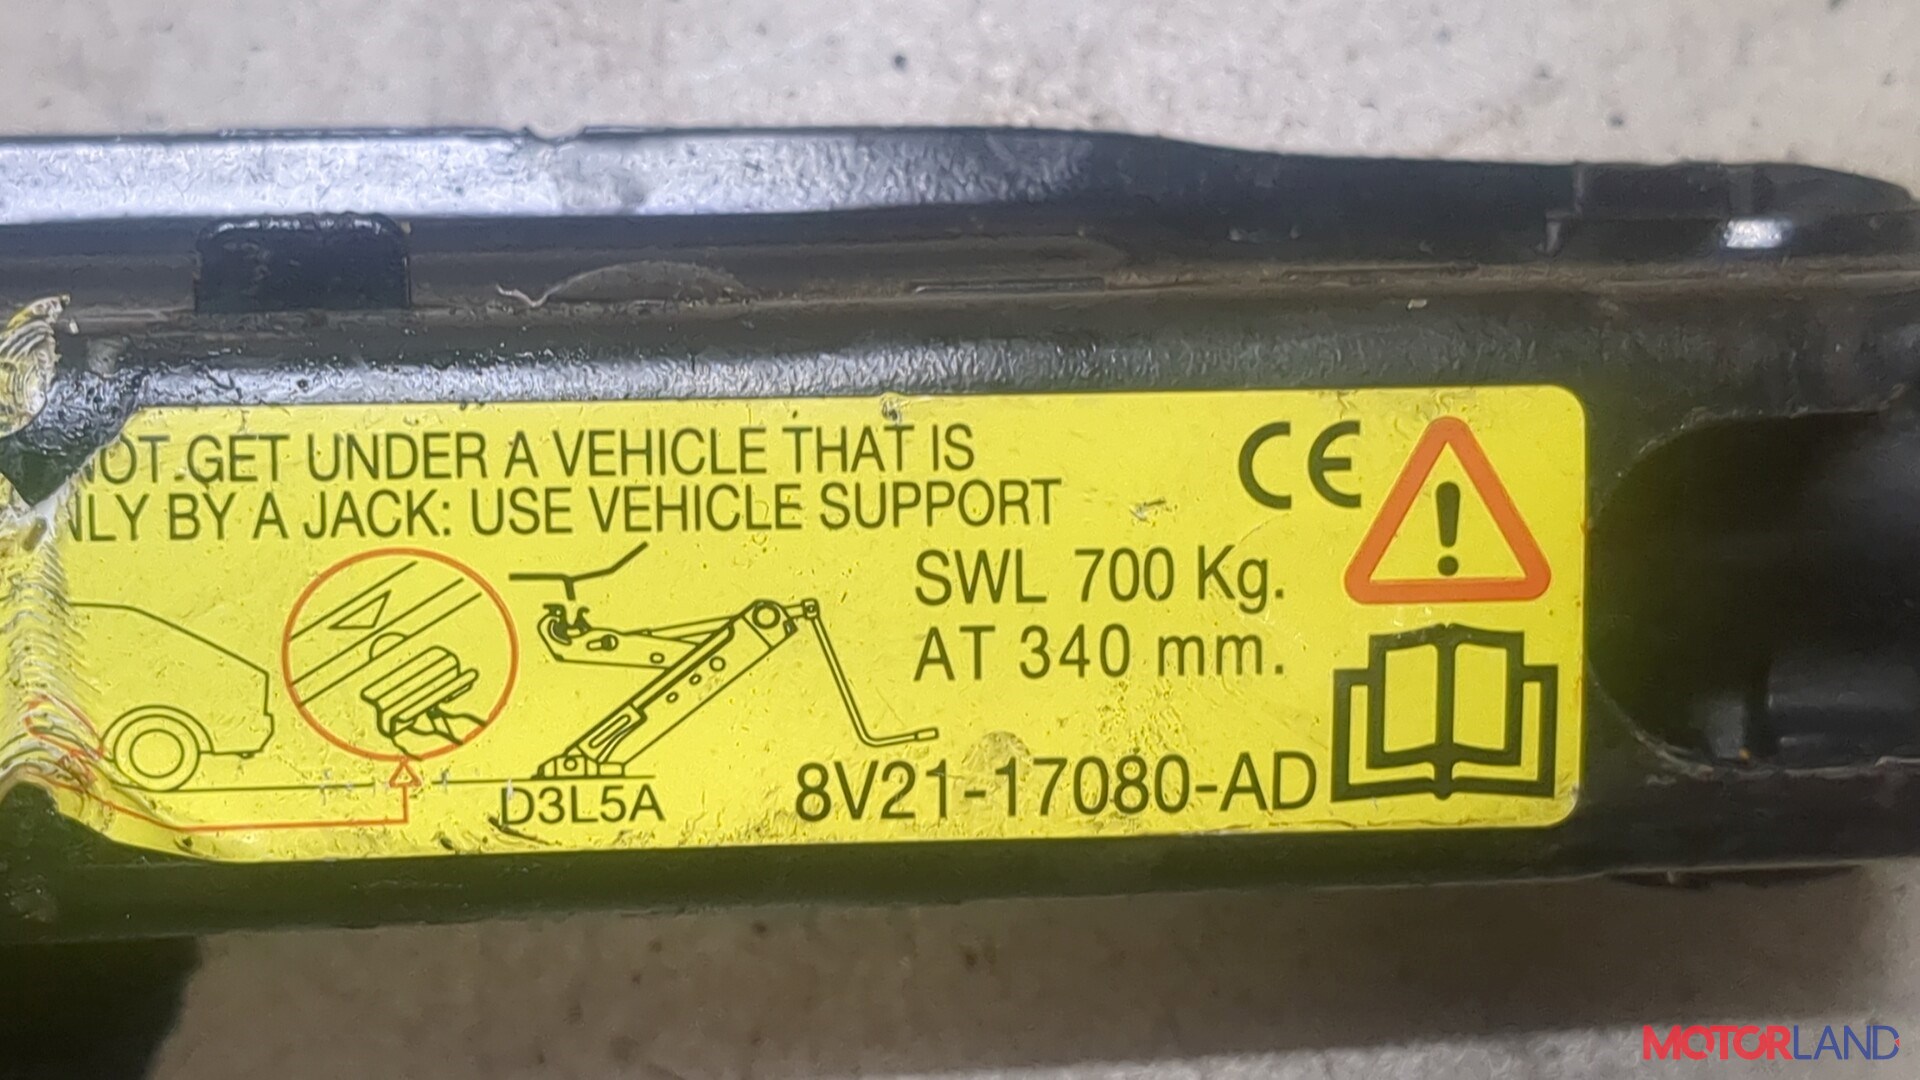 NOT GET UNDER A VEHICLE THAT IS
NLY BY A JACK: USE VEHICLE SUPPORT
CE
SWL 700 Kg.
AT 340 mm.
D3L5A
8V21-17080-AD
MOTORLAND